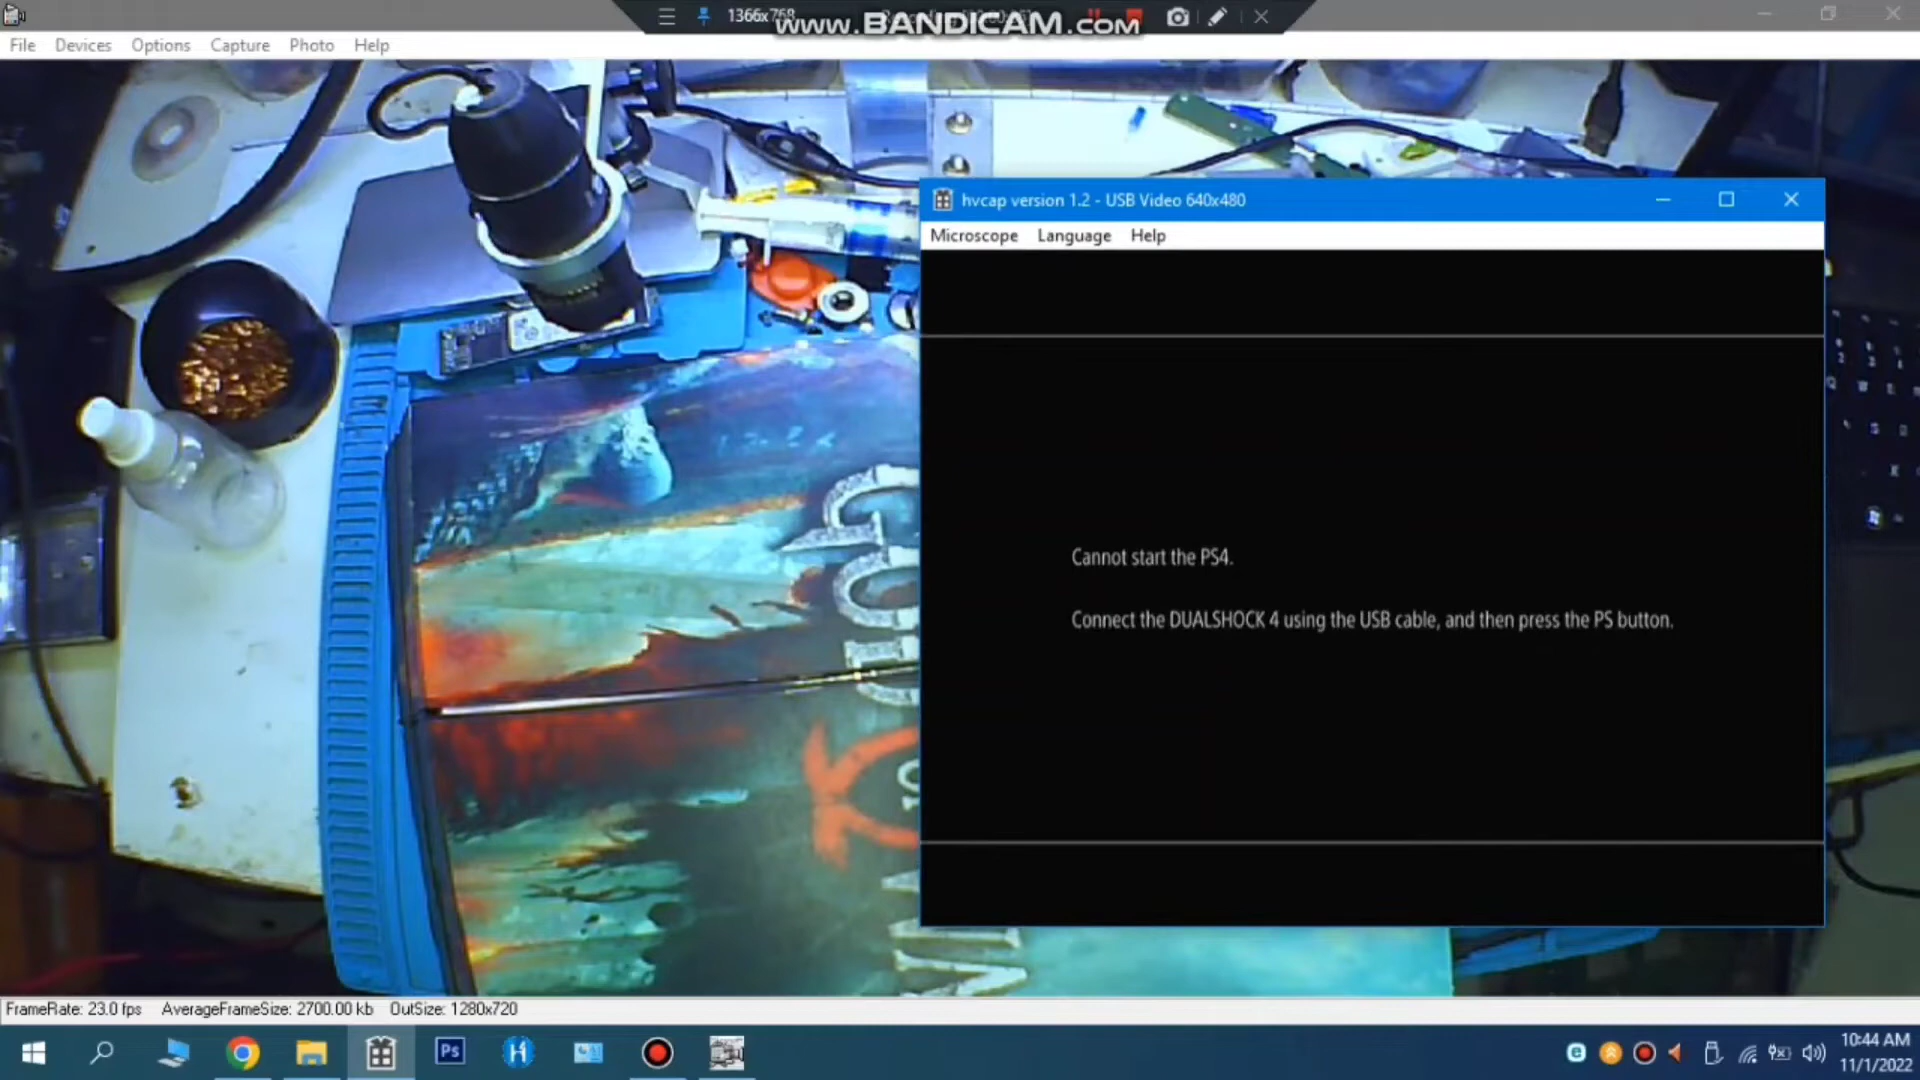 1366x768
www.BANDICAM.com
File Devices Options Capture Photo Help
hvcap version 1.2 - USB Video 640x480
Microscope Language Help
Cannot start the PS4.
Connect the DUALSHOCK 4 using the USB cable, and then press the PS button.
FrameRate: 23.0 fps AverageFrameSize: 2700.00 kb OutSize: 1280x720
Ps
H
10:44 AM
11/1/2022